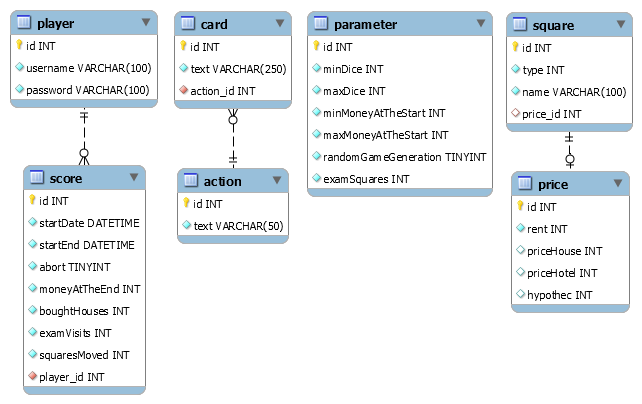 player
id INT
username VARCHAR(100)
password VARCHAR(100)
card
id INT
text VARCHAR(250)
action_id INT
parameter
id INT
minDice INT
maxDice INT
minMoneyAtTheStart INT
maxMoneyAtTheStart INT
randomGameGeneration TINYINT
examSquares INT
square
id INT
type INT
name VARCHAR(100)
price_id INT
score
id INT
startDate DATETIME
startEnd DATETIME
abort TINYINT
moneyAtTheEnd INT
boughtHouses INT
examVisits INT
squaresMoved INT
player_id INT
action
id INT
text VARCHAR(50)
price
id INT
rent INT
priceHouse INT
priceHotel INT
hypothec INT